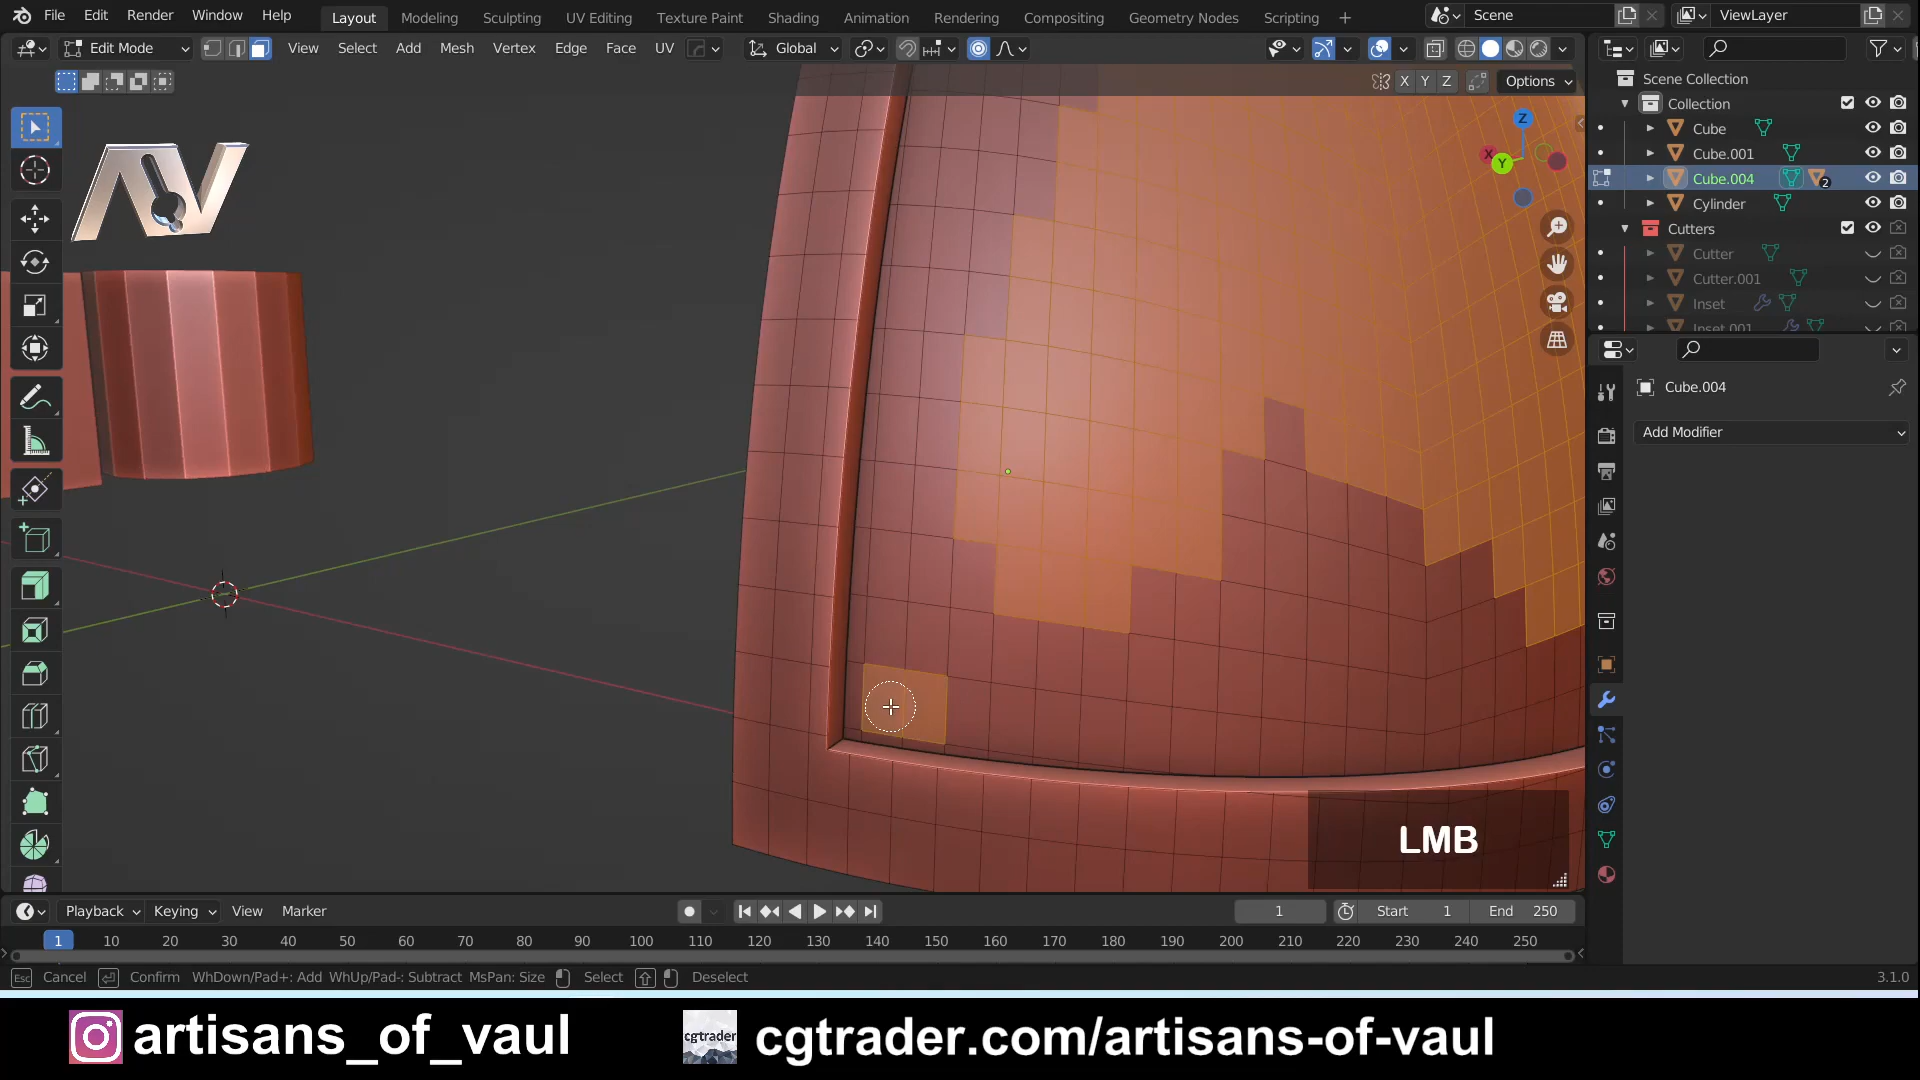 File Edit Render Window Help
Layout Modeling Sculpting UV Editing Texture Paint Shading Animation Rendering Compositing Geometry Nodes Scripting +
Scene
ViewLayer
Edit Mode
View Select Add Mesh Vertex Edge Face UV
Global
X Y Z
Options
Scene Collection
Collection
Cube
Cube.001
Cube.004
2
Cylinder
Cutters
Cutter
Cutter.001
Inset
Inset.001
Z
X
Y
Cube.004
Add Modifier
LMB
Playback Keying View Marker
1
Start 1
End 250
1 10 20 30 40 50 60 70 80 90 100 110 120 130 140 150 160 170 180 190 200 210 220 230 240 250
Esc Cancel Confirm WhDown/Pad+: Add WhUp/Pad-: Subtract MsPan: Size Select Deselect
3.1.0
artisans_of_vaul
cgtrader
cgtrader.com/artisans-of-vaul